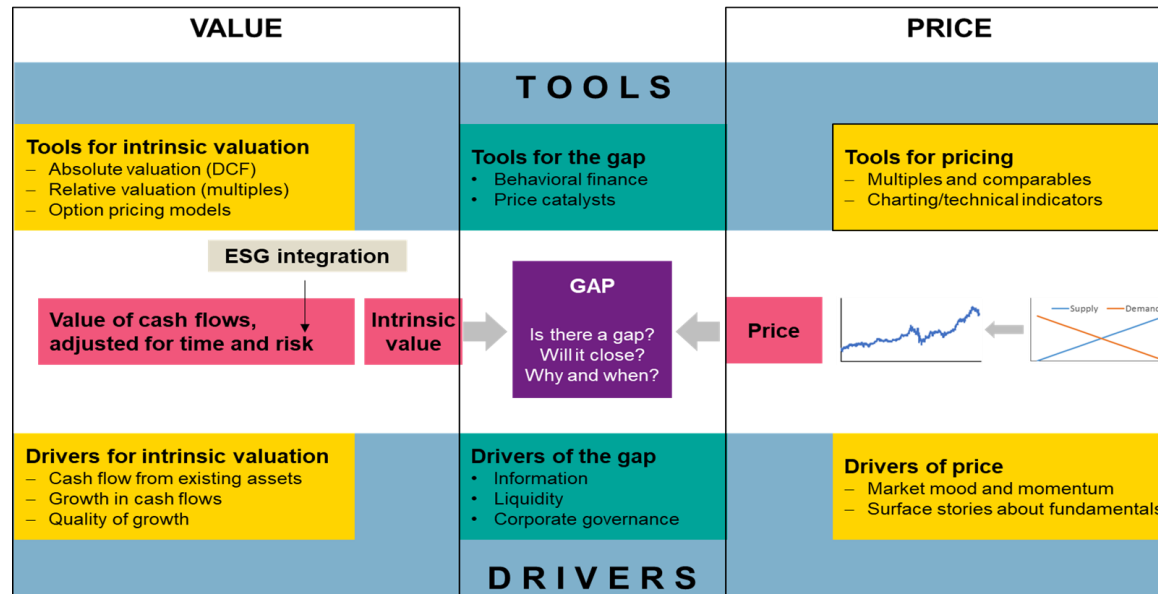 VALUE
PRICE
TOOLS
Tools for intrinsic valuation
– Absolute valuation (DCF)
– Relative valuation (multiples)
– Option pricing models
Tools for the gap
• Behavioral finance
• Price catalysts
Tools for pricing
– Multiples and comparables
– Charting/technical indicators
ESG integration
Value of cash flows,
adjusted for time and risk
Intrinsic
value
GAP
Is there a gap?
Will it close?
Why and when?
Price
Supply
Deman
Drivers for intrinsic valuation
– Cash flow from existing assets
– Growth in cash flows
– Quality of growth
Drivers of the gap
• Information
• Liquidity
• Corporate governance
Drivers of price
– Market mood and momentum
– Surface stories about fundamentals
DRIVERS